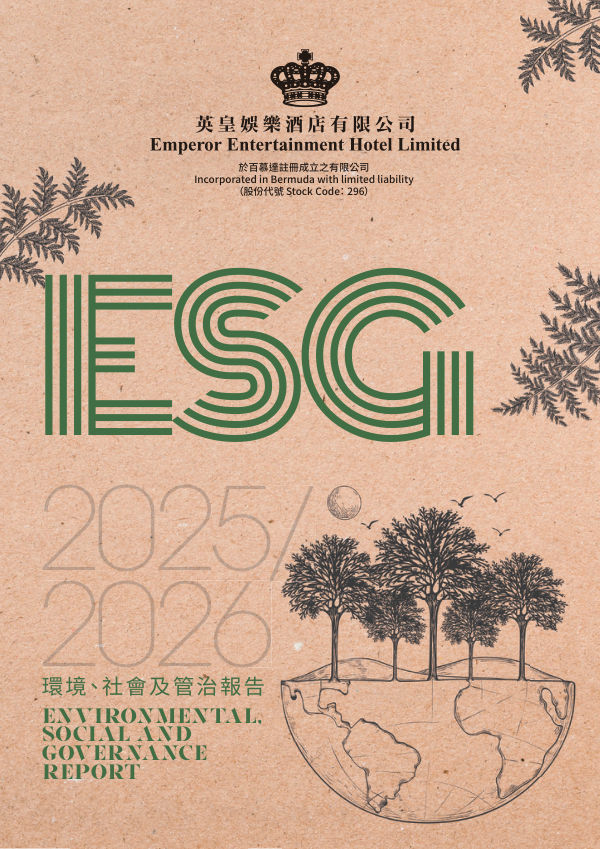 英皇娛樂酒店有限公司
Emperor Entertainment Hotel Limited
於百慕達註冊成立之有限公司
Incorporated in Bermuda with limited liability
（股份代號 Stock Code: 296）
ESG
2025/
2026
環境、社會及管治報告
ENVIRONMENTAL,
SOCIAL AND
GOVERNANCE
REPORT